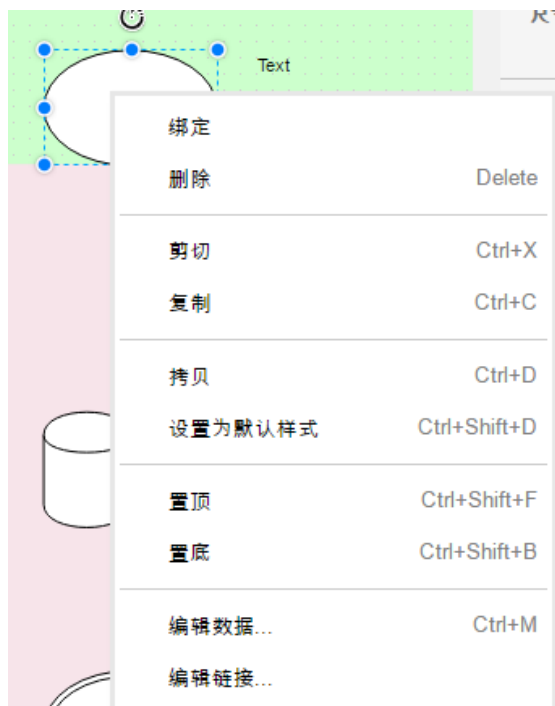 Text
绑定
删除 Delete
剪切 Ctrl+X
复制 Ctrl+C
拷贝 Ctrl+D
设置为默认样式 Ctrl+Shift+D
置顶 Ctrl+Shift+F
置底 Ctrl+Shift+B
编辑数据... Ctrl+M
编辑链接...